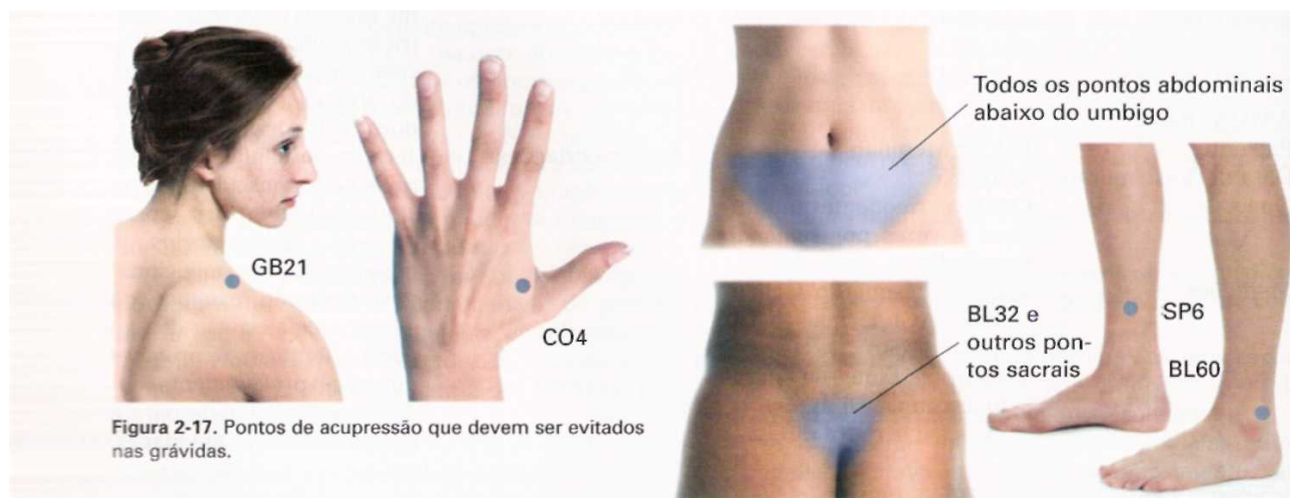 GB21
CO4
Figura 2-17. Pontos de acupressão que devem ser evitados
nas grávidas.
Todos os pontos abdominais
abaixo do umbigo
BL32 e
outros pon-
tos sacrais
SP6
BL60